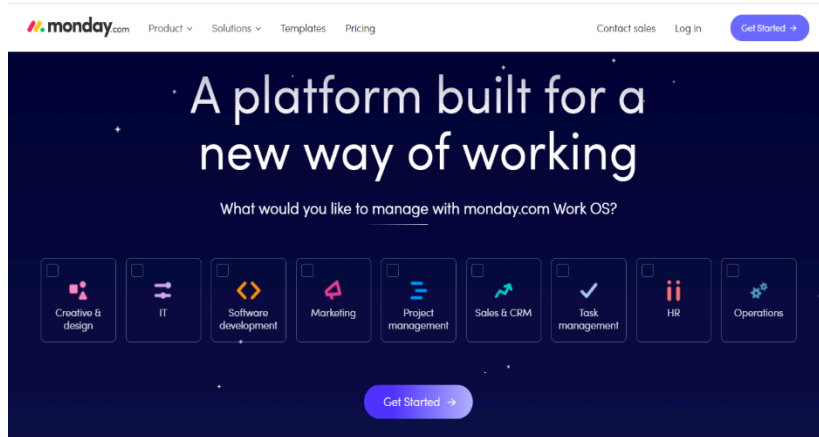 monday.com Product Solutions Templates Pricing Contact sales Log in Get Started →
A platform built for a
new way of working
What would you like to manage with monday.com Work OS?
Creative &
design
IT
Software
development
Marketing
Project
management
Sales & CRM
Task
management
HR
Operations
Get Started →